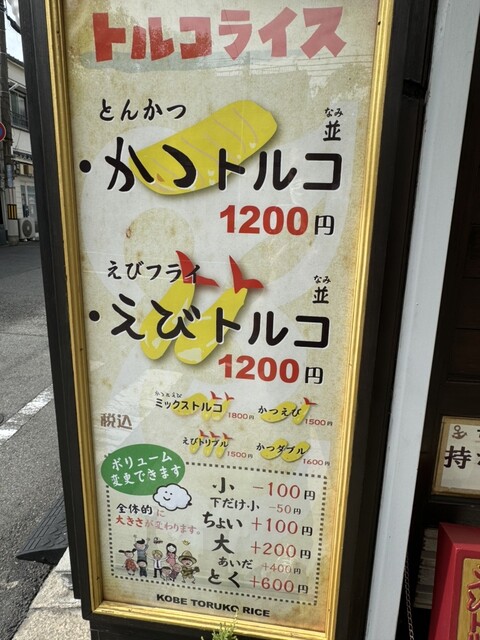 トルコライス
とんかつ
なみ
・かつトルコ 並
1200円
えびフライ
なみ
・えびトルコ 並
1200円
かつ&えび
ミックストルコ 1800円
かつえび 1500円
税込
えびトリプル 1500円
かつダブル 1600円
ボリューム
変更できます
全体的に
大きさが変わります。
小 -100円
下だけ小 -50円
ちょい +100円
大 +200円
あいだ +400円
とく +600円
KOBE TORUKO RICE
持